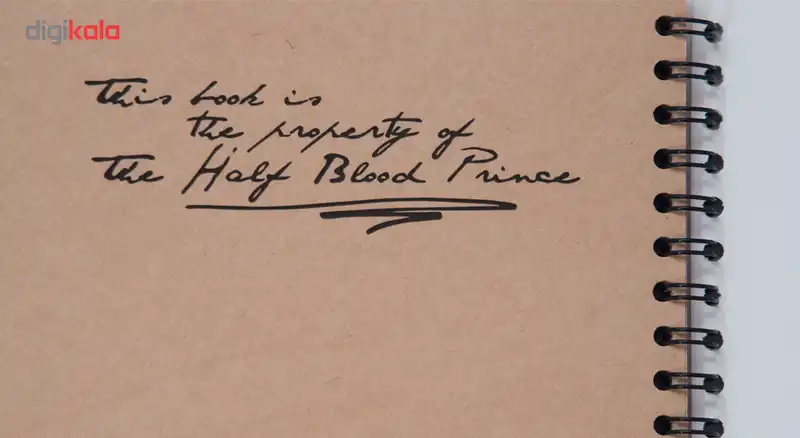 digikala
This book is
the property of
the Half Blood Prince